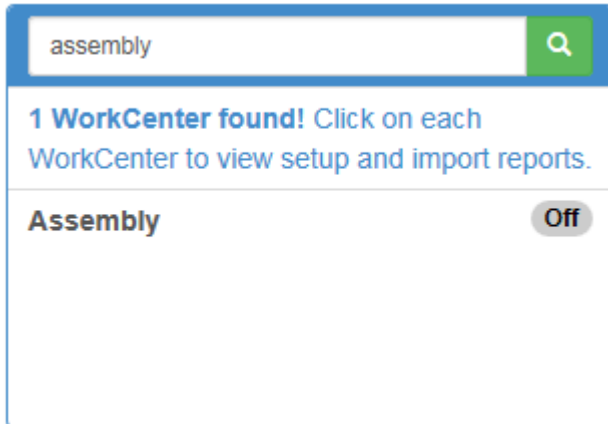 assembly
1 WorkCenter found! Click on each
WorkCenter to view setup and import reports.
Assembly Off